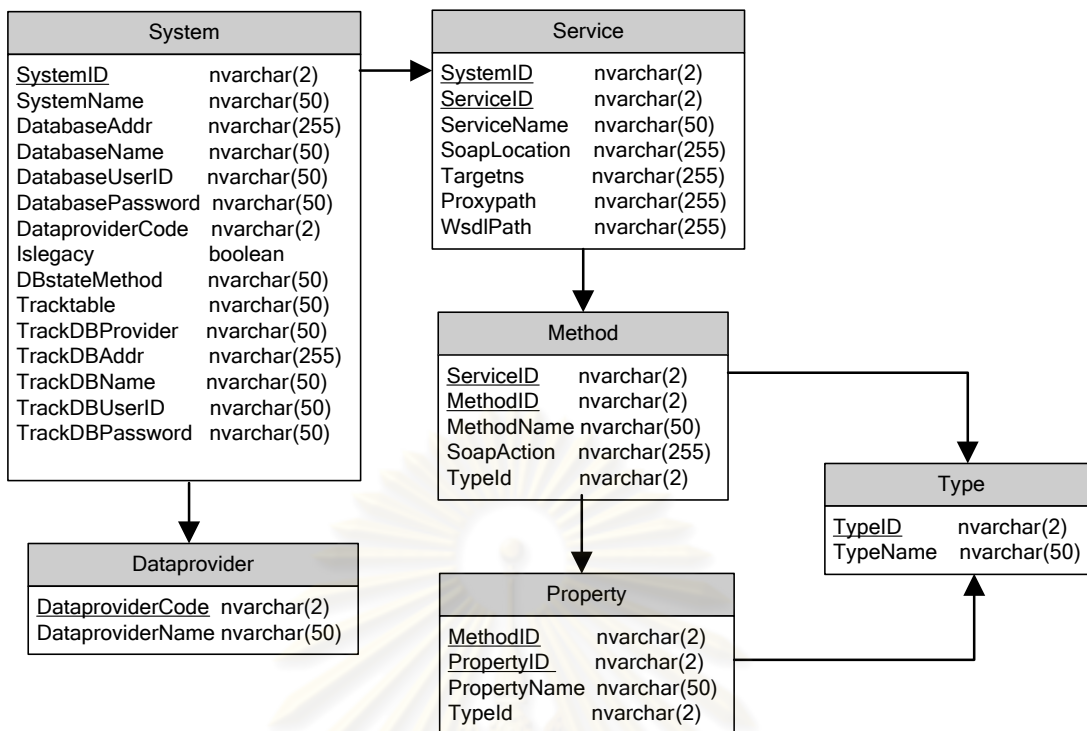 System
SystemID nvarchar(2)
SystemName nvarchar(50)
DatabaseAddr nvarchar(255)
DatabaseName nvarchar(50)
DatabaseUserID nvarchar(50)
DatabasePassword nvarchar(50)
DataproviderCode nvarchar(2)
Islegacy boolean
DBstateMethod nvarchar(50)
Tracktable nvarchar(50)
TrackDBProvider nvarchar(50)
TrackDBAddr nvarchar(255)
TrackDBName nvarchar(50)
TrackDBUserID nvarchar(50)
TrackDBPassword nvarchar(50)
Service
SystemID nvarchar(2)
ServiceID nvarchar(2)
ServiceName nvarchar(50)
SoapLocation nvarchar(255)
Targetns nvarchar(255)
Proxypath nvarchar(255)
WsdlPath nvarchar(255)
Method
ServiceID nvarchar(2)
MethodID nvarchar(2)
MethodName nvarchar(50)
SoapAction nvarchar(255)
TypeId nvarchar(2)
Type
TypeID nvarchar(2)
TypeName nvarchar(50)
Dataprovider
DataproviderCode nvarchar(2)
DataproviderName nvarchar(50)
Property
MethodID nvarchar(2)
PropertyID nvarchar(2)
PropertyName nvarchar(50)
TypeId nvarchar(2)